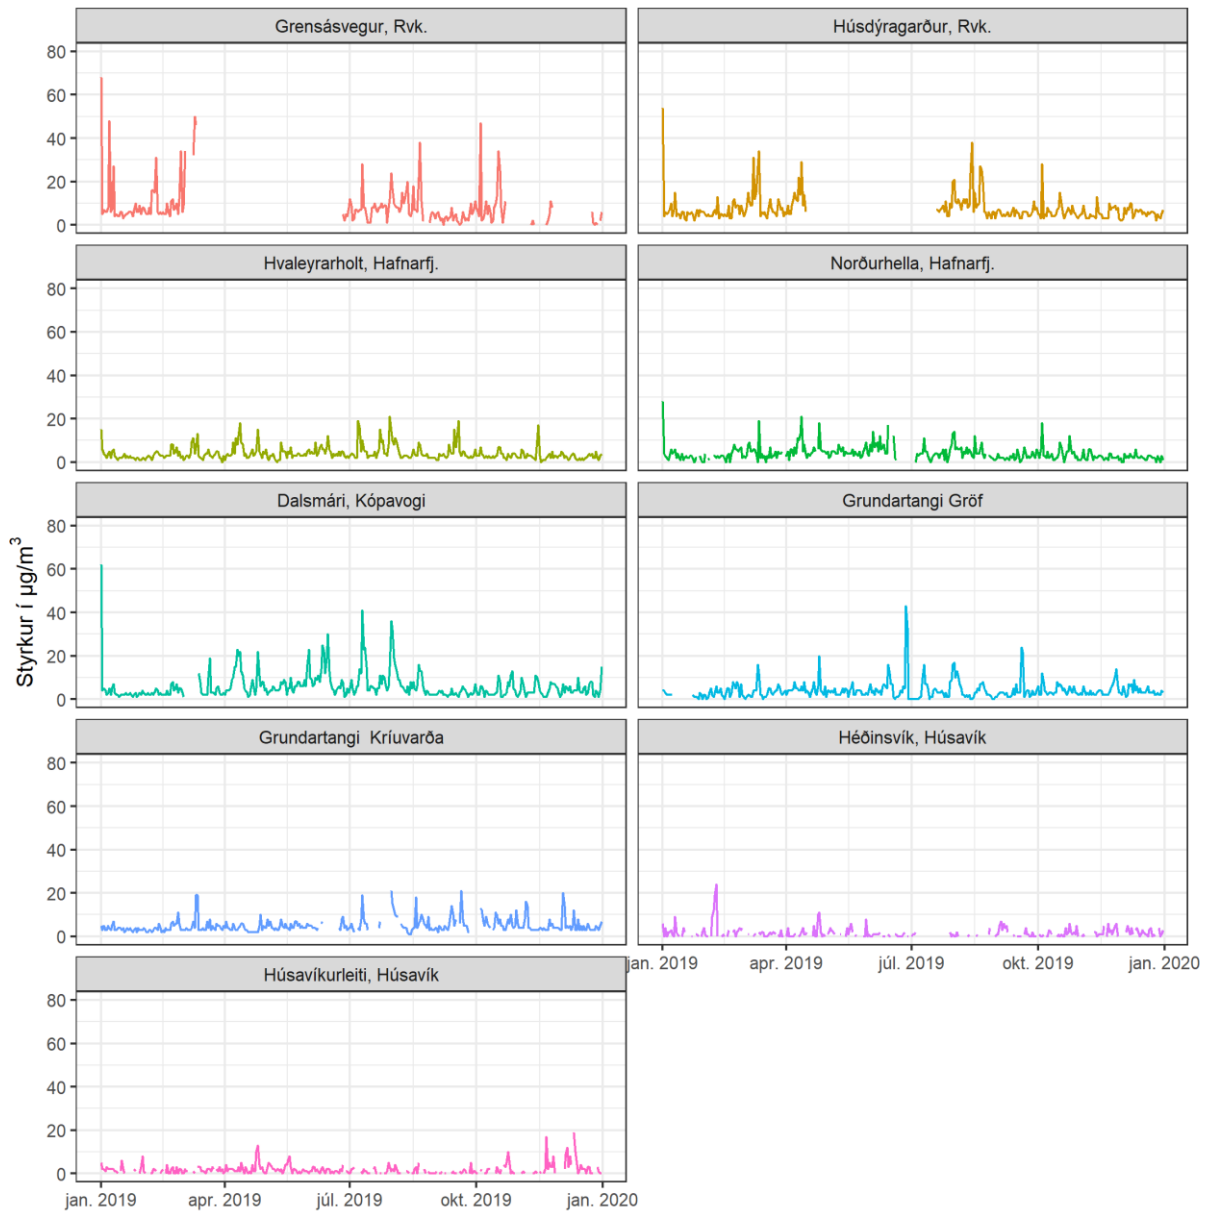 Grensásvegur, Rvk.
Húsdýragarður, Rvk.
80
60
40
20
0
Hvaleyrarholt, Hafnarfj.
Norðurhella, Hafnarfj.
80
60
40
20
0
Dalsmári, Kópavogi
Grundartangi Gröf
80
60
40
20
0
Styrkur í µg/m³
Grundartangi  Kríuvarða
Héðinsvík, Húsavík
80
60
40
20
0
jan. 2019 apr. 2019 júl. 2019 okt. 2019 jan. 2020
Húsavíkurleiti, Húsavík
80
60
40
20
0
jan. 2019 apr. 2019 júl. 2019 okt. 2019 jan. 2020